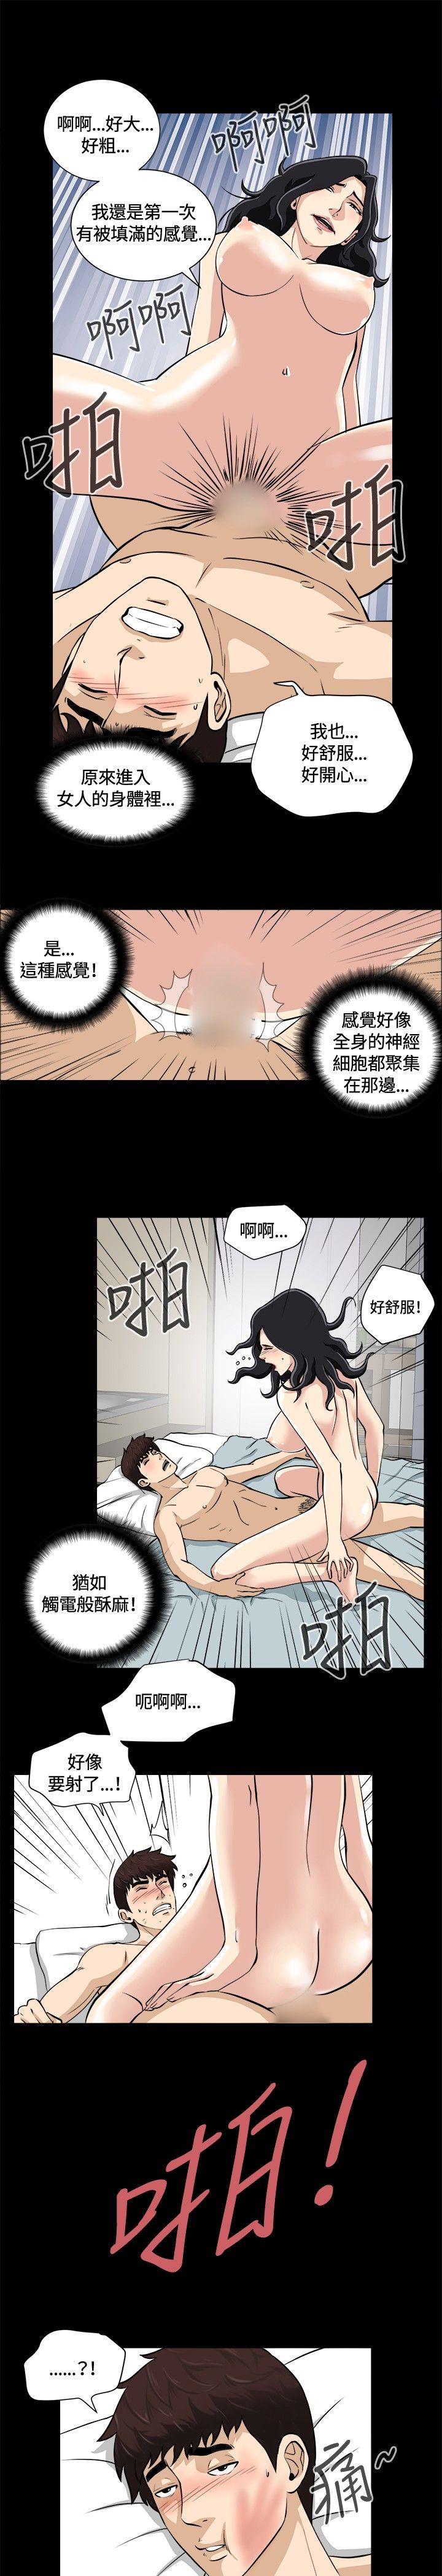 啊啊...好大...
好粗...
啊啊
我還是第一次
有被填滿的感覺...
啊啊
啪
啪
我也...
好舒服...
好開心...
原來進入
女人的身體裡...
是...
這種感覺!
感覺好像
全身的神經
細胞都聚集
在那邊...
啊啊...
啪
好舒服!
猶如
觸電般酥麻!
啪
呃啊啊...
好像
要射了...!
啪!
......?!
痛~